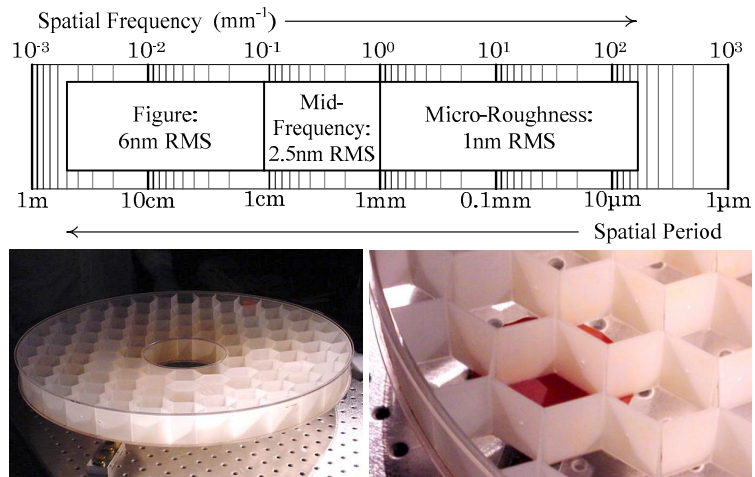 Spatial Frequency (mm⁻¹)
10⁻³ 10⁻² 10⁻¹ 10⁰ 10¹ 10² 10³
Figure:
6nm RMS
Mid-
Frequency:
2.5nm RMS
Micro-Roughness:
1nm RMS
1m 10cm 1cm 1mm 0.1mm 10μm 1μm
Spatial Period